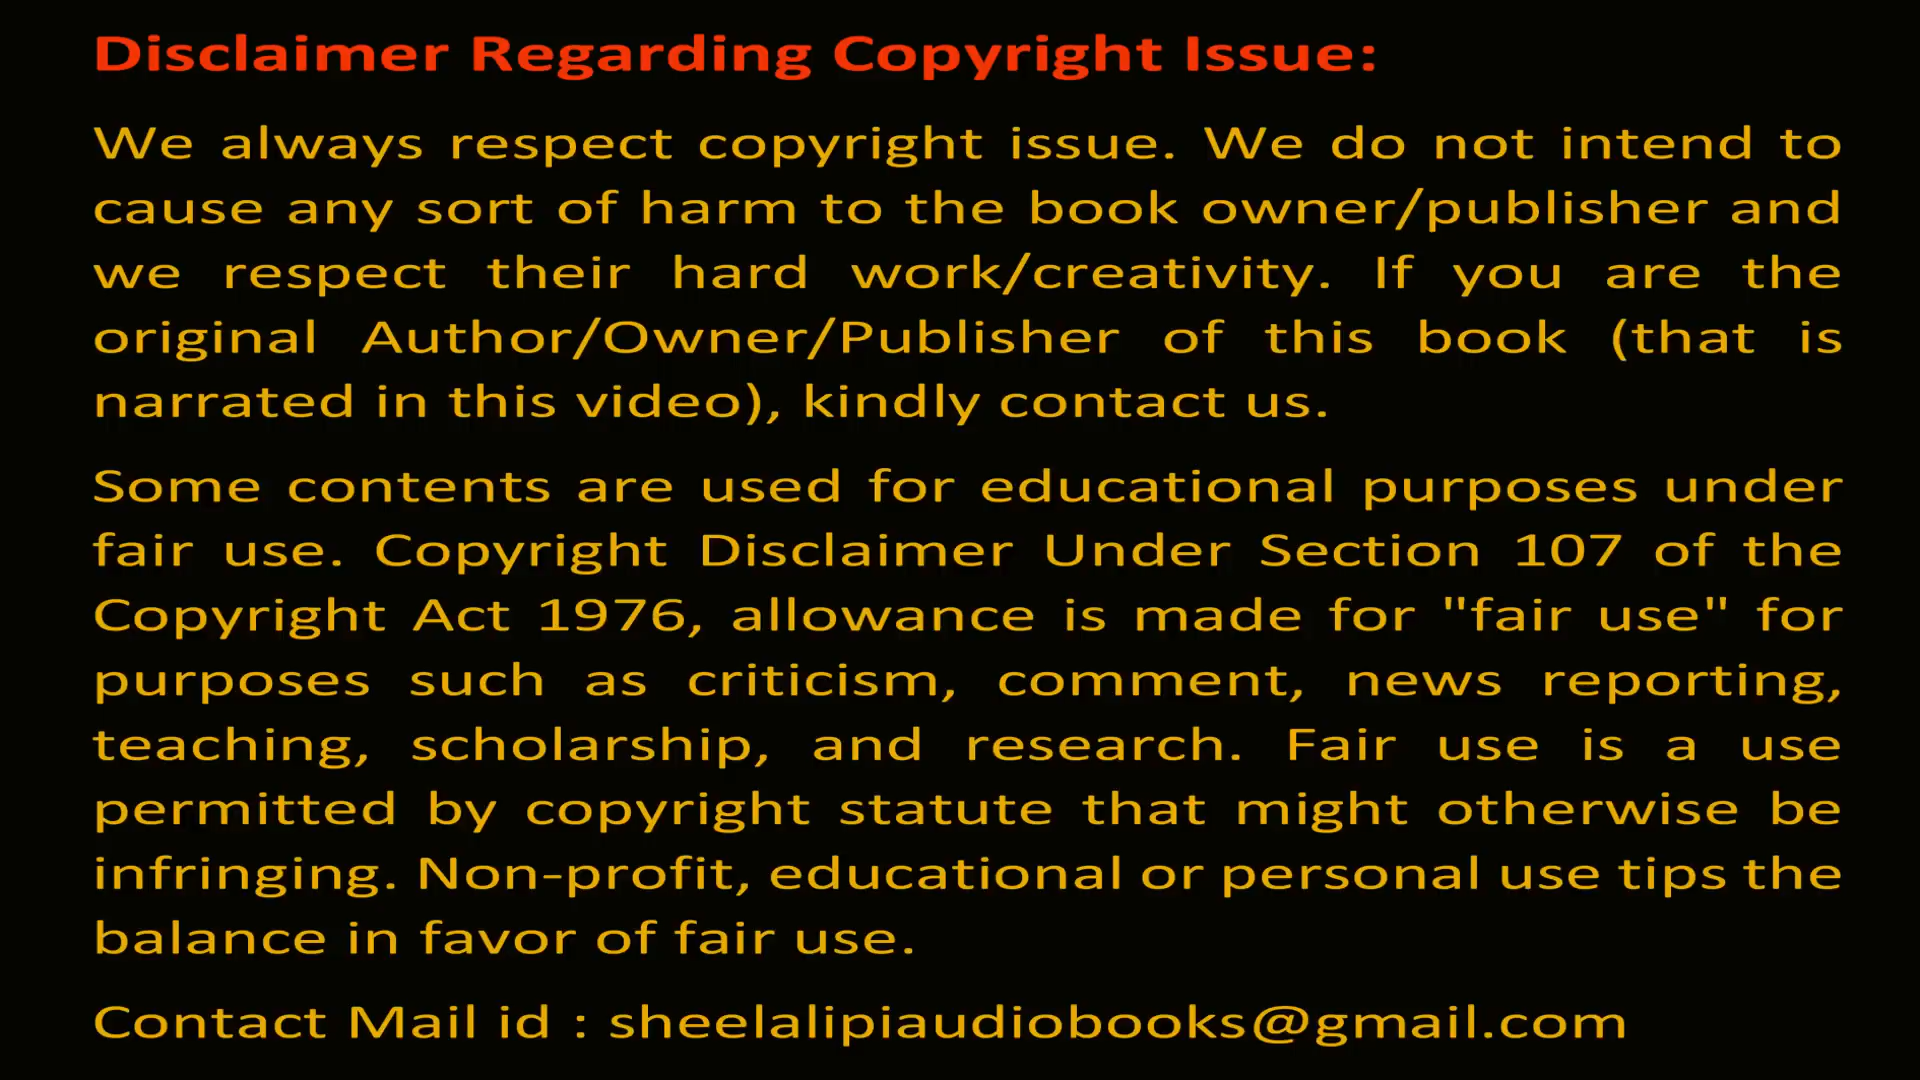 Disclaimer Regarding Copyright Issue:
We always respect copyright issue. We do not intend to
cause any sort of harm to the book owner/publisher and
we respect their hard work/creativity. If you are the
original Author/Owner/Publisher of this book (that is
narrated in this video), kindly contact us.
Some contents are used for educational purposes under
fair use. Copyright Disclaimer Under Section 107 of the
Copyright Act 1976, allowance is made for "fair use" for
purposes such as criticism, comment, news reporting,
teaching, scholarship, and research. Fair use is a use
permitted by copyright statute that might otherwise be
infringing. Non-profit, educational or personal use tips the
balance in favor of fair use.
Contact Mail id : sheelalipiaudiobooks@gmail.com